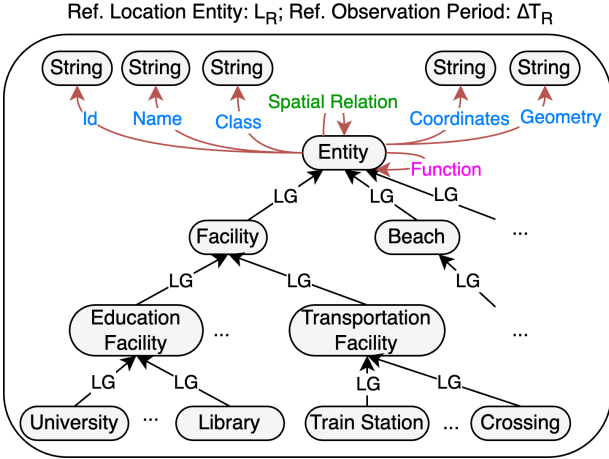 Ref. Location Entity: L_R; Ref. Observation Period: ΔT_R
String String String String String
Spatial Relation
Id Name Class Coordinates Geometry
Entity
Function
LG LG LG
Facility Beach ...
LG LG LG
Education
Facility
...
Transportation
Facility
...
LG LG LG LG
University ... Library Train Station ... Crossing